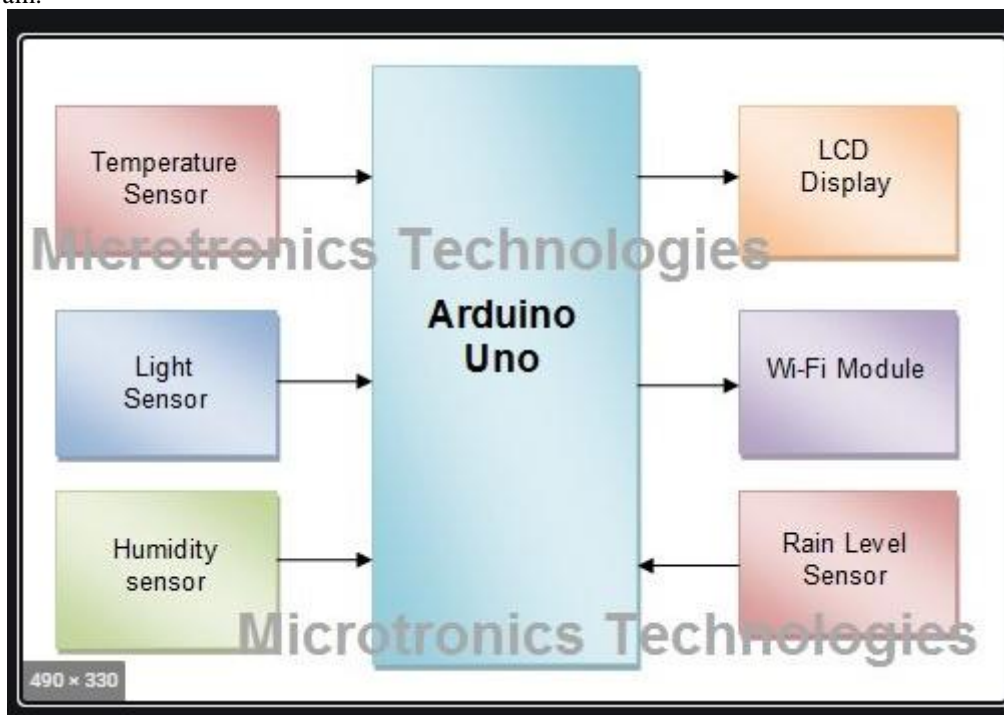 Temperature
Sensor
LCD
Display
Microtronics Technologies
Arduino
Uno
Light
Sensor
Wi-Fi Module
Humidity
sensor
Rain Level
Sensor
Microtronics Technologies
490 × 330